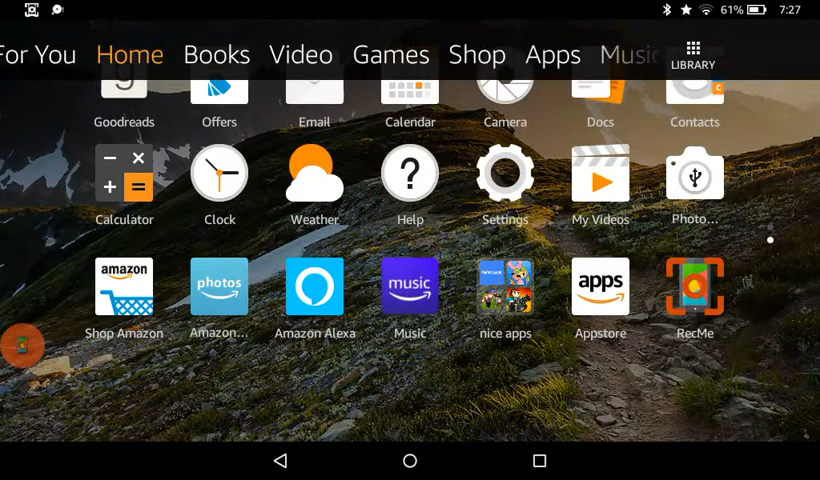 61% 7:27
For You Home Books Video Games Shop Apps Music LIBRARY
Goodreads Offers Email Calendar Camera Docs Contacts
Calculator Clock Weather Help Settings My Videos Photo...
amazon photos music apps
Shop Amazon Amazon... Amazon Alexa Music nice apps Appstore RecMe